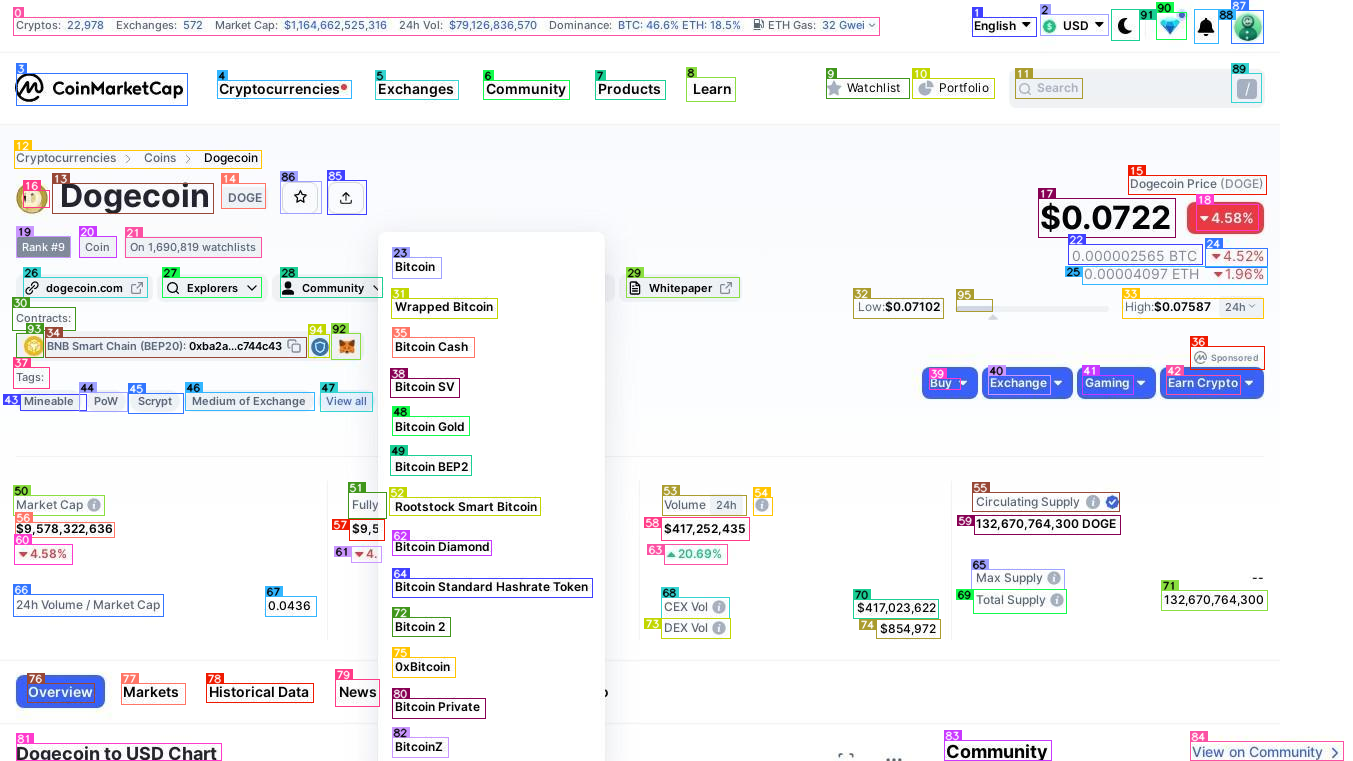 Cryptos: 22,978 Exchanges: 572 Market Cap: $1,164,662,525,316 24h Vol: $79,126,836,570 Dominance: BTC: 46.6% ETH: 18.5% ETH Gas: 32 Gwei
English USD
CoinMarketCap
Cryptocurrencies Exchanges Community Products Learn Watchlist Portfolio Search /
Cryptocurrencies Coins Dogecoin
Dogecoin DOGE
Dogecoin Price (DOGE)
$0.0722 4.58%
Rank #9 Coin On 1,690,819 watchlists
0.000002565 BTC 4.52%
0.00004097 ETH 1.96%
dogecoin.com Explorers Community Whitepaper
Low: $0.07102 High: $0.07587 24h
Contracts:
BNB Smart Chain (BEP20): 0xba2a...c744c43
Sponsored
Tags:
Buy Exchange Gaming Earn Crypto
Mineable PoW Scrypt Medium of Exchange View all
Bitcoin
Wrapped Bitcoin
Bitcoin Cash
Bitcoin SV
Bitcoin Gold
Bitcoin BEP2
Rootstock Smart Bitcoin
Bitcoin Diamond
Bitcoin Standard Hashrate Token
Bitcoin 2
0xBitcoin
Bitcoin Private
BitcoinZ
Market Cap
$9,578,322,636
4.58%
24h Volume / Market Cap 0.0436
Fully
$9,5
4.
Volume 24h
$417,252,435
20.69%
CEX Vol $417,023,622
DEX Vol $854,972
Circulating Supply
132,670,764,300 DOGE
Max Supply --
Total Supply 132,670,764,300
Overview Markets Historical Data News
Dogecoin to USD Chart
Community View on Community
0
1
2
3
4
5
6
7
8
9
10
11
12
13
14
15
16
17
18
19
20
21
22
23
24
25
26
27
28
29
30
31
32
33
34
35
36
37
38
39
40
41
42
43
44
45
46
47
48
49
50
51
52
53
54
55
56
57
58
59
60
61
62
63
64
65
66
67
68
69
70
71
72
73
74
75
76
77
78
79
80
81
82
83
84
85
86
87
88
89
90
91
92
93
94
95